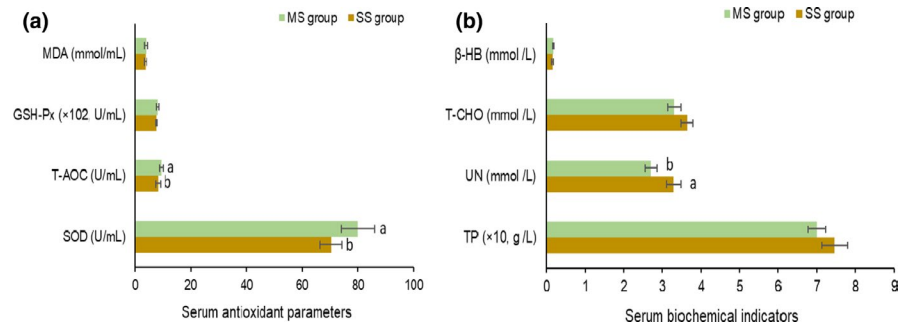 (a)
MS group SS group
MDA (mmol/mL)
GSH-Px (×102 U/mL)
T-AOC (U/mL)
a
b
SOD (U/mL)
a
b
0 20 40 60 80 100
Serum antioxidant parameters
(b)
MS group SS group
β-HB (mmol /L)
T-CHO (mmol /L)
UN (mmol /L)
b
a
TP (×10, g /L)
0 1 2 3 4 5 6 7 8 9
Serum biochemical indicators